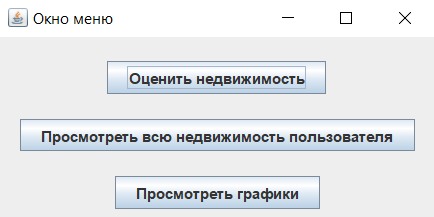 Окно меню
Оценить недвижимость
Просмотреть всю недвижимость пользователя
Просмотреть графики